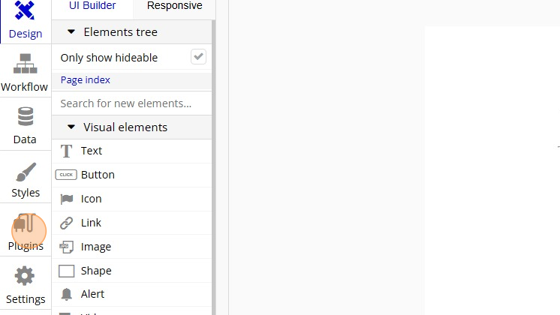 UI Builder
Responsive
Design
Elements tree
Only show hideable
Workflow
Page index
Search for new elements...
Data
Visual elements
Text
CLICK Button
Styles
Icon
Link
Plugins
Image
Shape
Settings
Alert